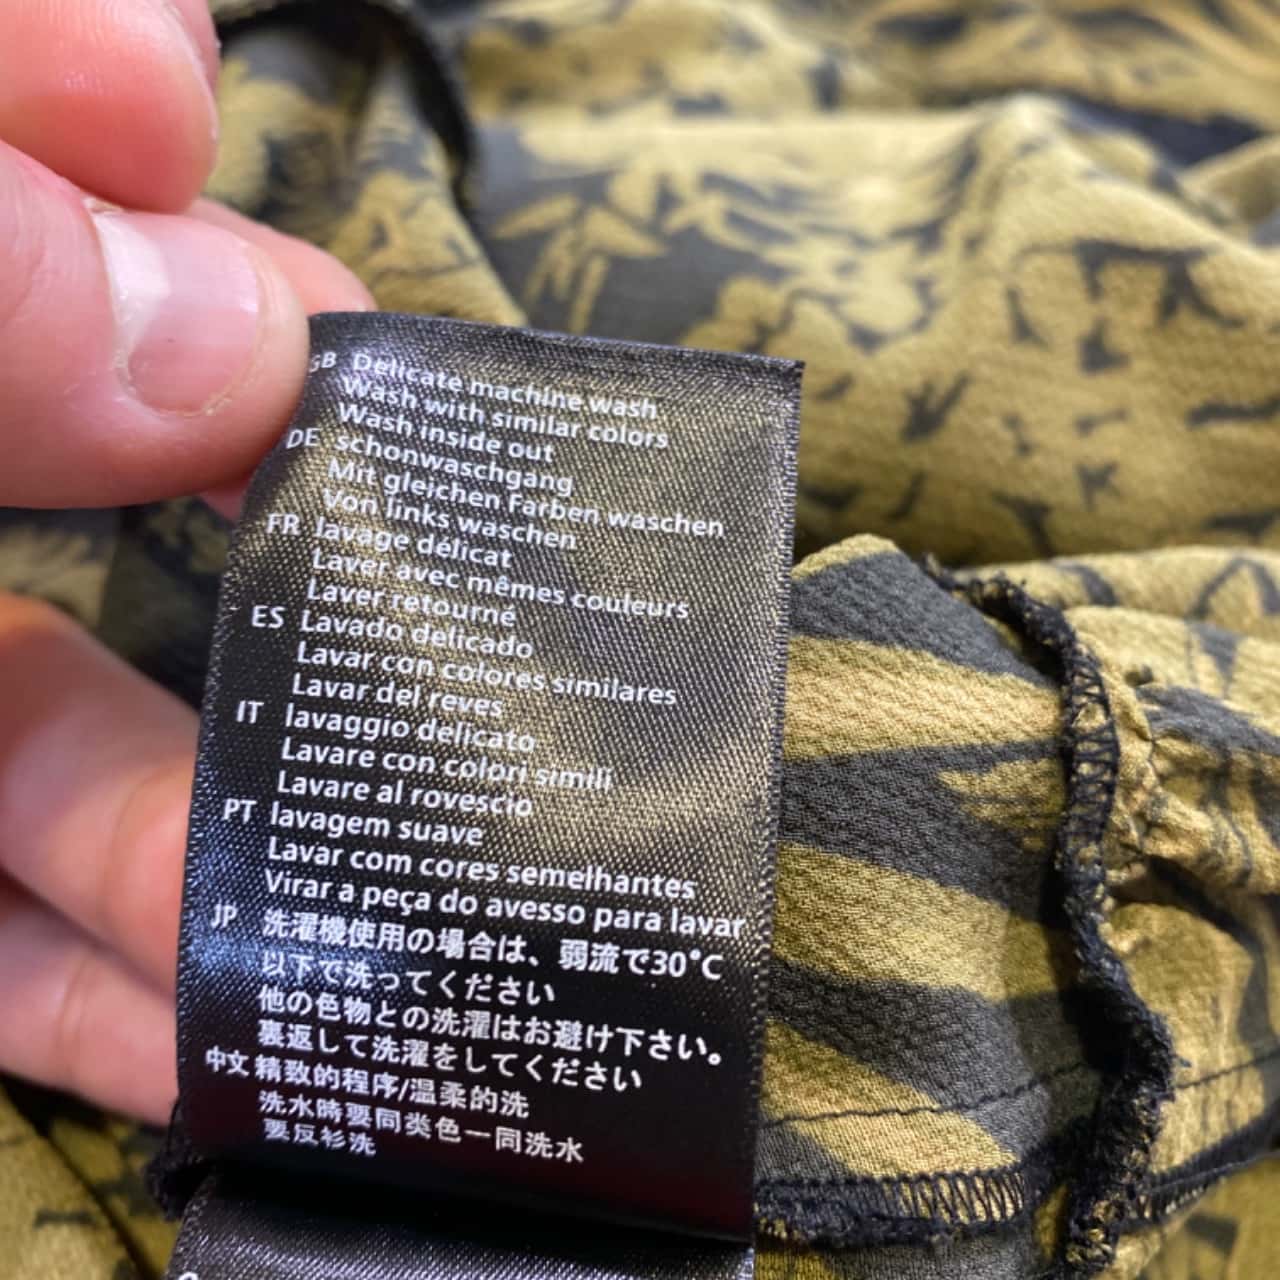 GB Delicate machine wash
Wash with similar colors
Wash inside out
DE schonwaschgang
Mit gleichen Farben waschen
Von links waschen
FR lavage délicat
Laver avec mêmes couleurs
Laver retourné
ES Lavado delicado
Lavar con colores similares
Lavar del reves
IT lavaggio delicato
Lavare con colori simili
Lavare al rovescio
PT lavagem suave
Lavar com cores semelhantes
Virar a peça do avesso para lavar
JP 洗濯機使用の場合は、弱流で30°C
以下で洗ってください
他の色物との洗濯はお避け下さい。
裏返して洗濯をしてください
中文 精致的程序/温柔的洗
洗水時要同类色一同洗水
要反衫洗